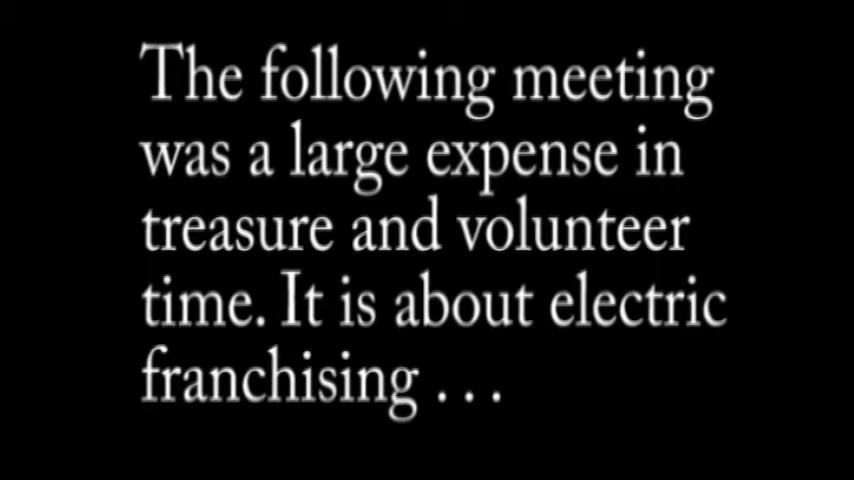 The following meeting
was a large expense in
treasure and volunteer
time. It is about electric
franchising . . .